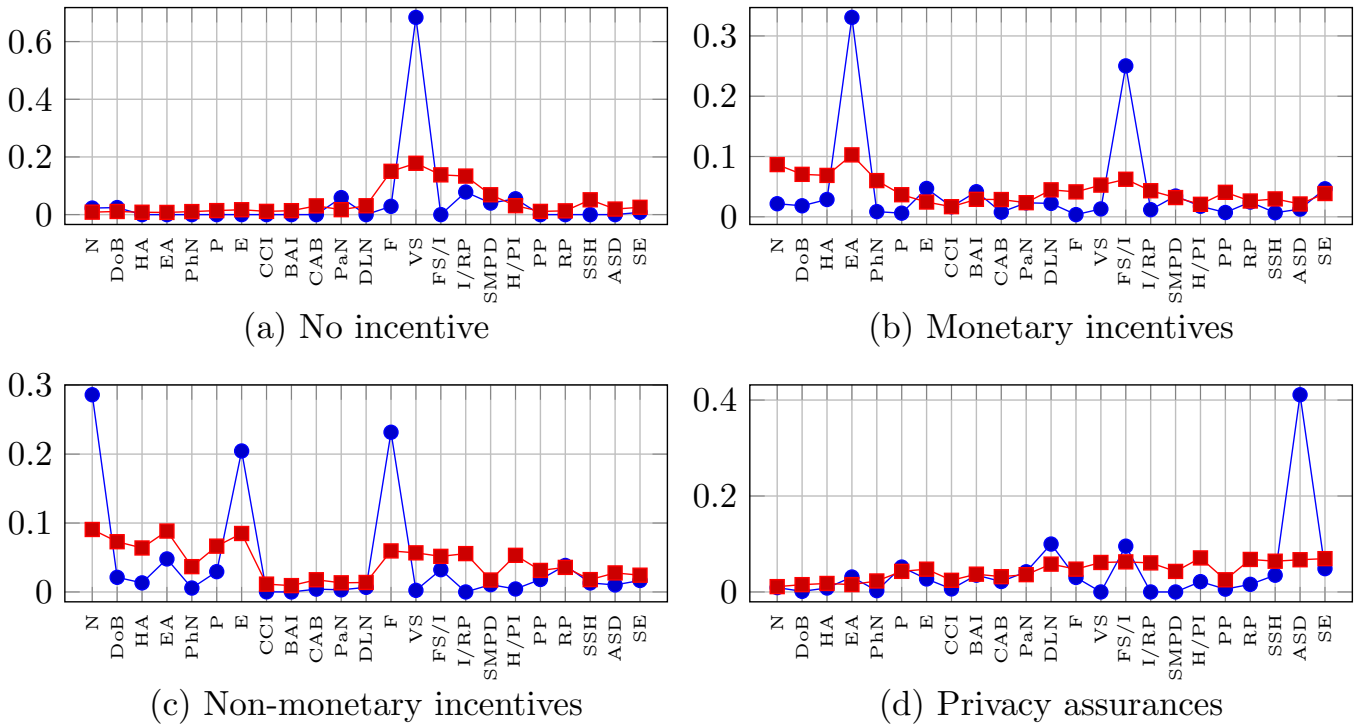 0.6
0.4
0.2
0
N DoB HA EA PhN P E CCI BAI CAB PaN DLN F VS FS/I I/RP SMPD H/PI PP RP SSH ASD SE
(a) No incentive
0.3
0.2
0.1
0
N DoB HA EA PhN P E CCI BAI CAB PaN DLN F VS FS/I I/RP SMPD H/PI PP RP SSH ASD SE
(b) Monetary incentives
0.3
0.2
0.1
0
N DoB HA EA PhN P E CCI BAI CAB PaN DLN F VS FS/I I/RP SMPD H/PI PP RP SSH ASD SE
(c) Non-monetary incentives
0.4
0.2
0
N DoB HA EA PhN P E CCI BAI CAB PaN DLN F VS FS/I I/RP SMPD H/PI PP RP SSH ASD SE
(d) Privacy assurances